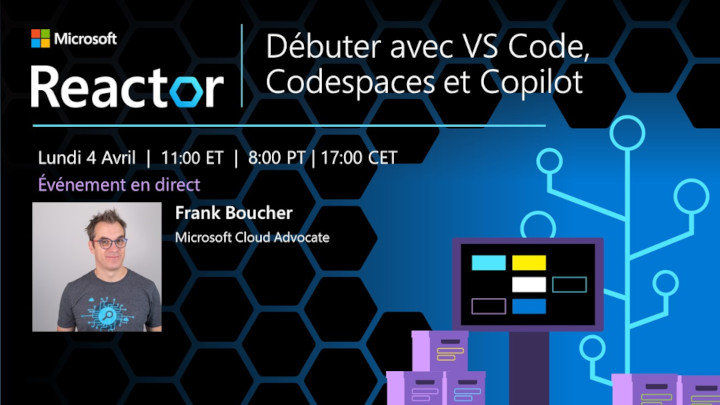 Microsoft
Reactor
Débuter avec VS Code,
Codespaces et Copilot
Lundi 4 Avril | 11:00 ET | 8:00 PT | 17:00 CET
Événement en direct
Frank Boucher
Microsoft Cloud Advocate